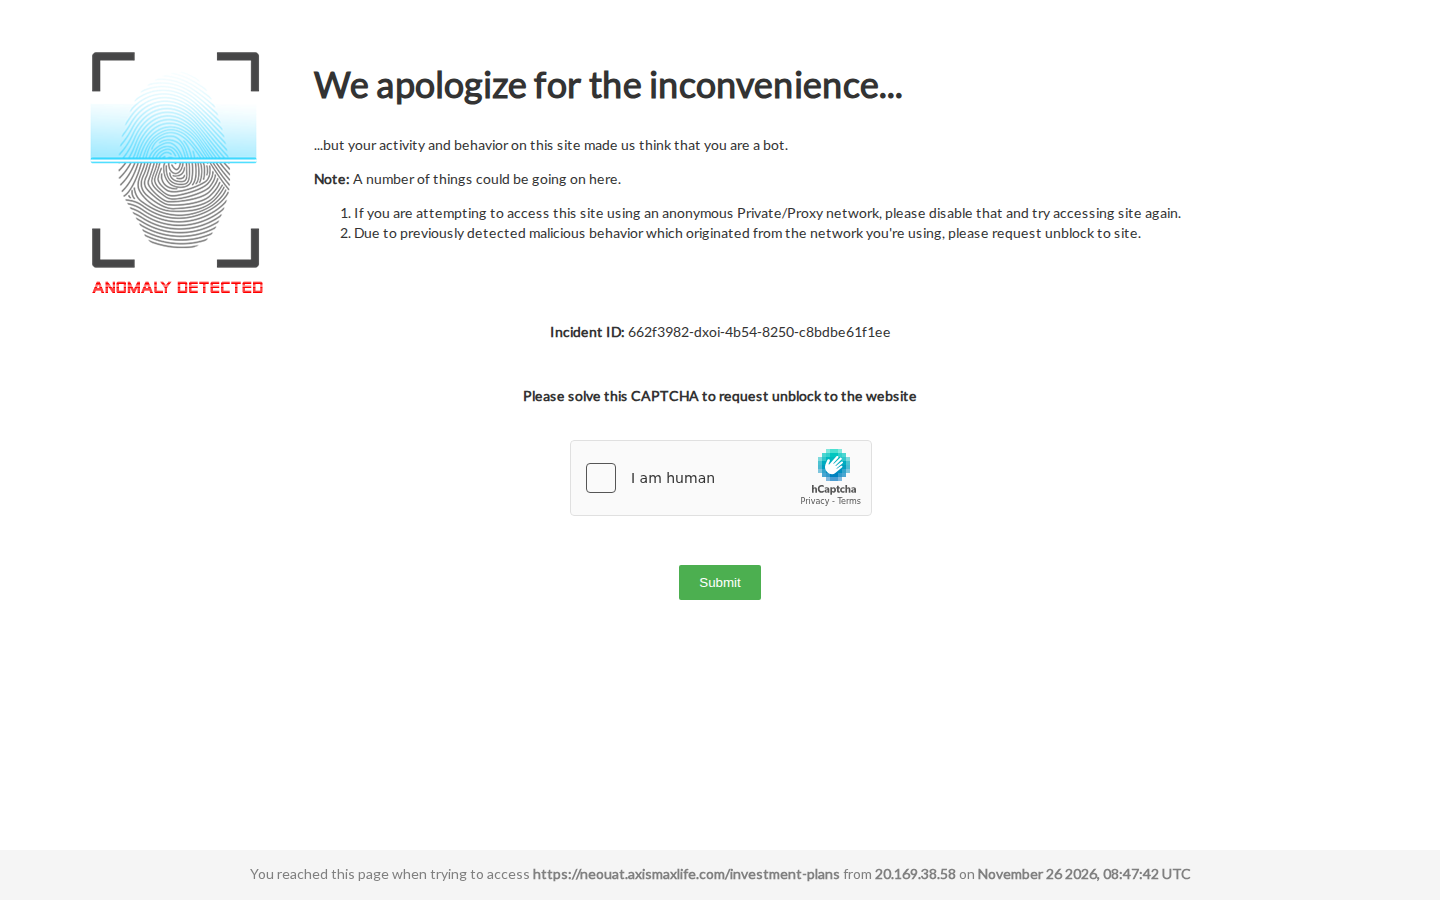 ANOMALY DETECTED
We apologize for the inconvenience...
...but your activity and behavior on this site made us think that you are a bot.
Note: A number of things could be going on here.
1. If you are attempting to access this site using an anonymous Private/Proxy network, please disable that and try accessing site again.
2. Due to previously detected malicious behavior which originated from the network you're using, please request unblock to site.
Incident ID: 662f3982-dxoi-4b54-8250-c8bdbe61f1ee
Please solve this CAPTCHA to request unblock to the website
I am human
hCaptcha
Privacy - Terms
Submit
You reached this page when trying to access https://neouat.axismaxlife.com/investment-plans from 20.169.38.58 on November 26 2026, 08:47:42 UTC